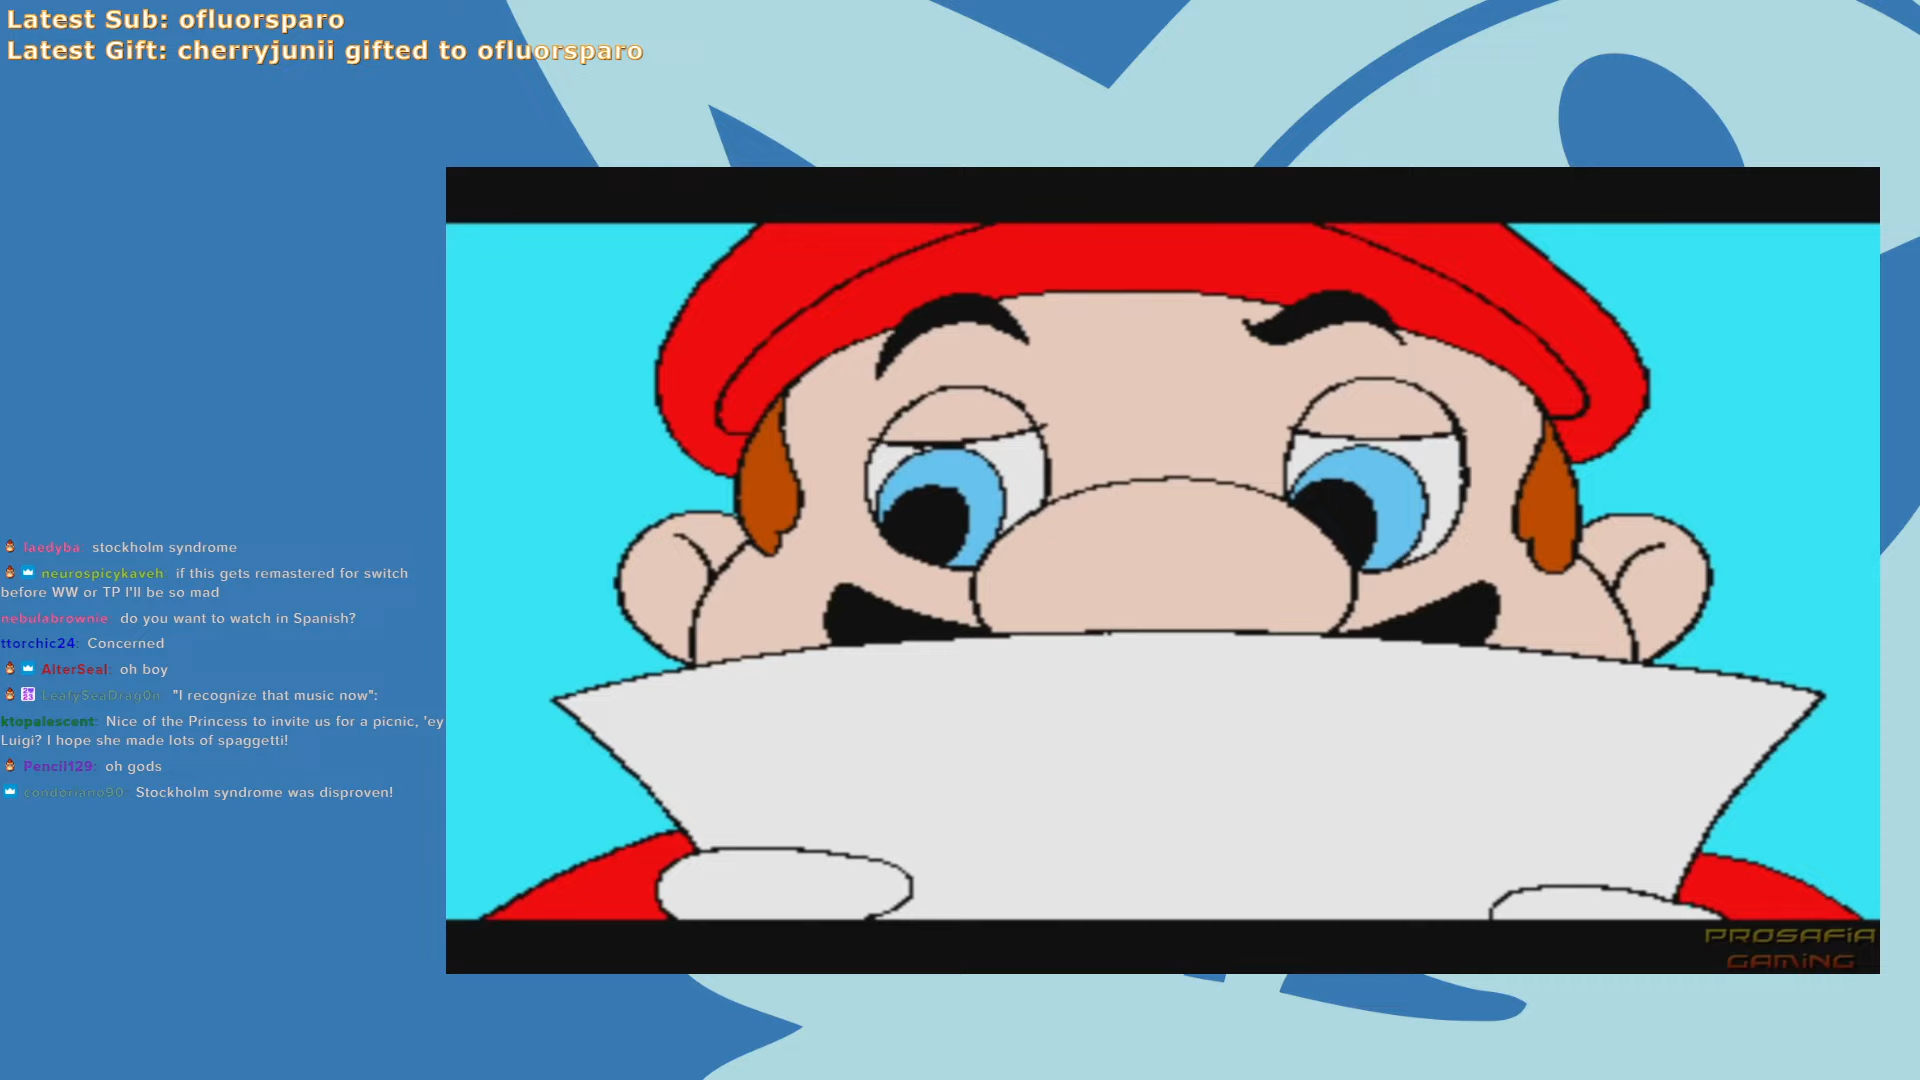 Latest Sub: ofluorsparo
Latest Gift: cherryjunii gifted to ofluorsparo
faedyba stockholm syndrome
neurospicykaveh if this gets remastered for switch
before WW or TP I'll be so mad
nebulabrownie do you want to watch in Spanish?
ttorchic24: Concerned
AlterSeal: oh boy
LeafySeaDrag0n "I recognize that music now":
ktopalescent: Nice of the Princess to invite us for a picnic, 'ey
Luigi? I hope she made lots of spaggetti!
Pencil129: oh gods
condoriano90: Stockholm syndrome was disproven!
PROSAFiA
GAMiNG